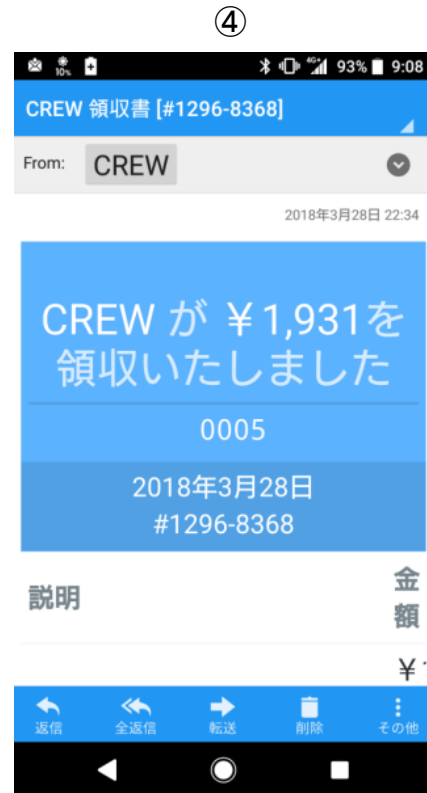 ④
10%
4G+
93%
9:08
CREW 領収書 [#1296-8368]
From:
CREW
2018年3月28日 22:34
CREW が ￥1,931を
領収いたしました
0005
2018年3月28日
#1296-8368
説明
金
額
￥
返信
全返信
転送
削除
その他